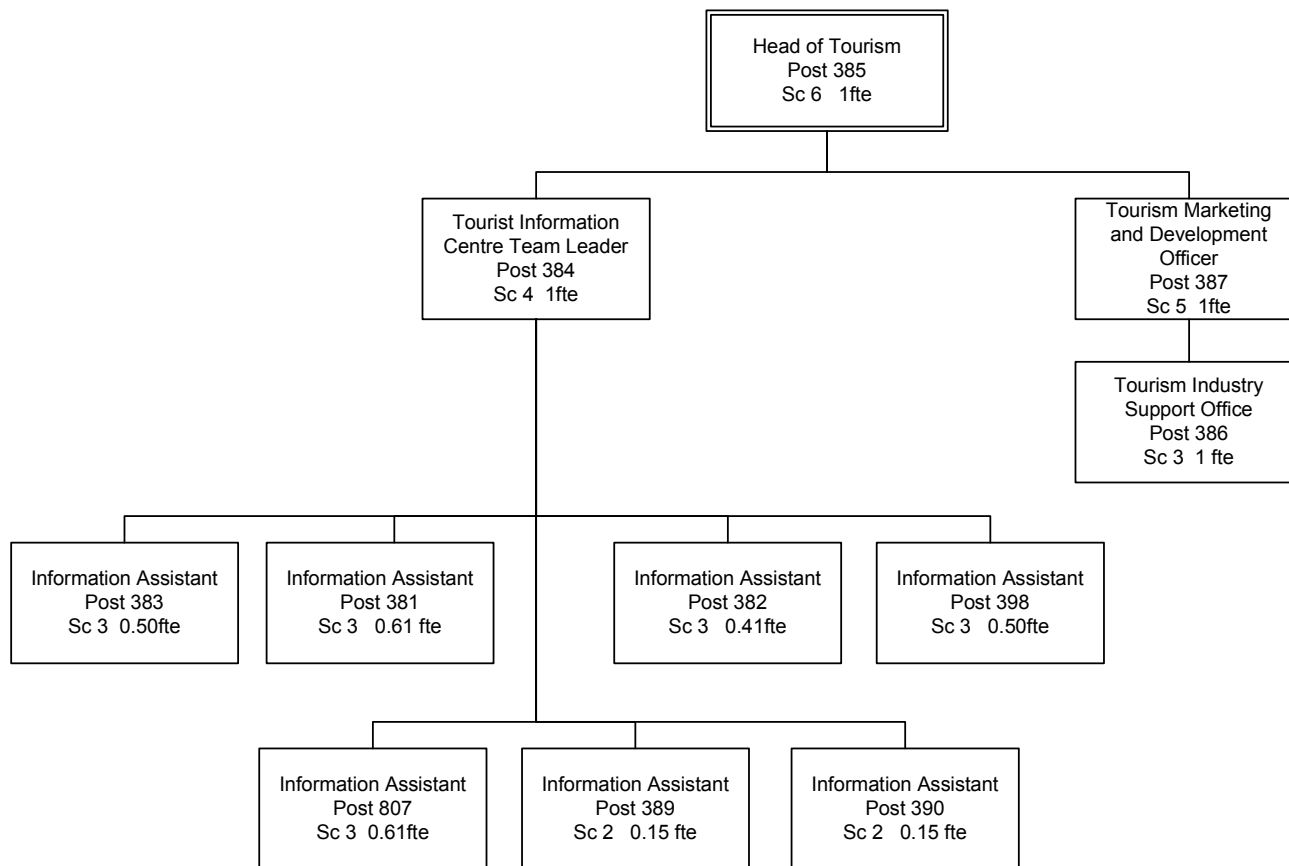 Head of Tourism
Post 385
Sc 6 1fte
Tourist Information
Centre Team Leader
Post 384
Sc 4 1fte
Tourism Marketing
and Development
Officer
Post 387
Sc 5 1fte
Tourism Industry
Support Office
Post 386
Sc 3 1 fte
Information Assistant
Post 383
Sc 3 0.50fte
Information Assistant
Post 381
Sc 3 0.61 fte
Information Assistant
Post 382
Sc 3 0.41fte
Information Assistant
Post 398
Sc 3 0.50fte
Information Assistant
Post 807
Sc 3 0.61fte
Information Assistant
Post 389
Sc 2 0.15 fte
Information Assistant
Post 390
Sc 2 0.15 fte